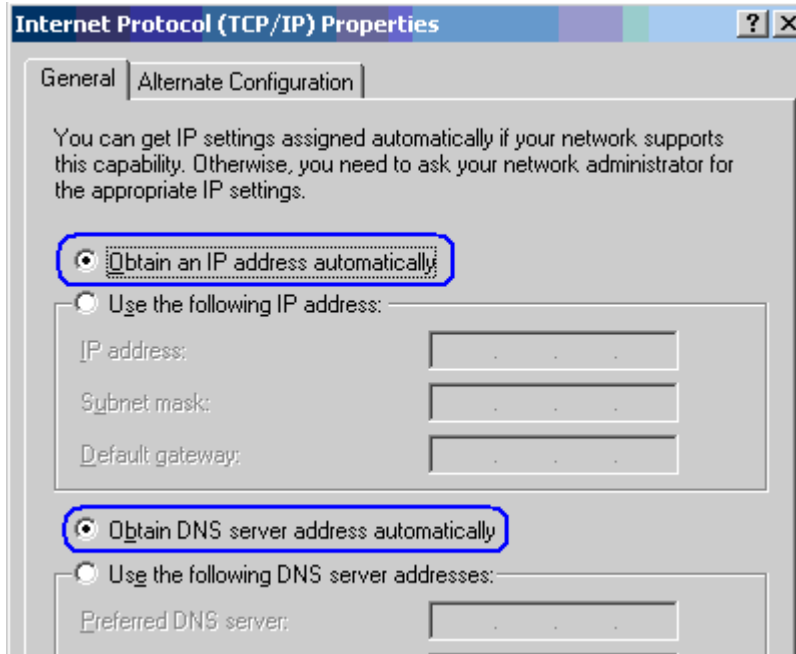 Internet Protocol (TCP/IP) Properties
General
Alternate Configuration
You can get IP settings assigned automatically if your network supports
this capability. Otherwise, you need to ask your network administrator for
the appropriate IP settings.
Obtain an IP address automatically
Use the following IP address:
IP address:
Subnet mask:
Default gateway:
Obtain DNS server address automatically
Use the following DNS server addresses:
Preferred DNS server: